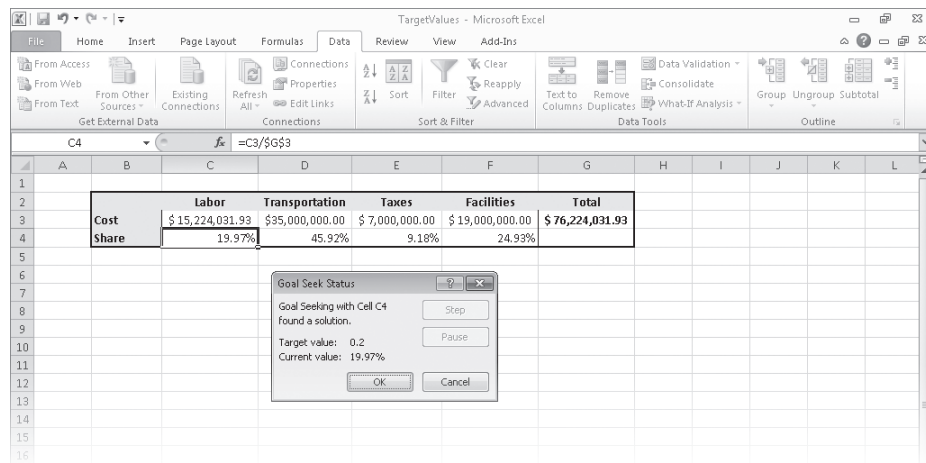 TargetValues - Microsoft Excel
File Home Insert Page Layout Formulas Data Review View Add-Ins
From Access
From Web
From Text
From Other Sources
Existing Connections
Get External Data
Refresh All
Connections
Properties
Edit Links
Connections
Sort
Filter
Clear
Reapply
Advanced
Sort & Filter
Text to Columns
Remove Duplicates
Data Validation
Consolidate
What-If Analysis
Data Tools
Group
Ungroup
Subtotal
Outline
C4 fx =C3/$G$3
A B C D E F G H I J K L
1
2 Labor Transportation Taxes Facilities Total
3 Cost $ 15,224,031.93 $35,000,000.00 $ 7,000,000.00 $ 19,000,000.00 $ 76,224,031.93
4 Share 19.97% 45.92% 9.18% 24.93%
5
6
7
8
9
10
11
12
13
14
15
16
Goal Seek Status
Goal Seeking with Cell C4
found a solution.
Target value: 0.2
Current value: 19.97%
Step
Pause
OK
Cancel